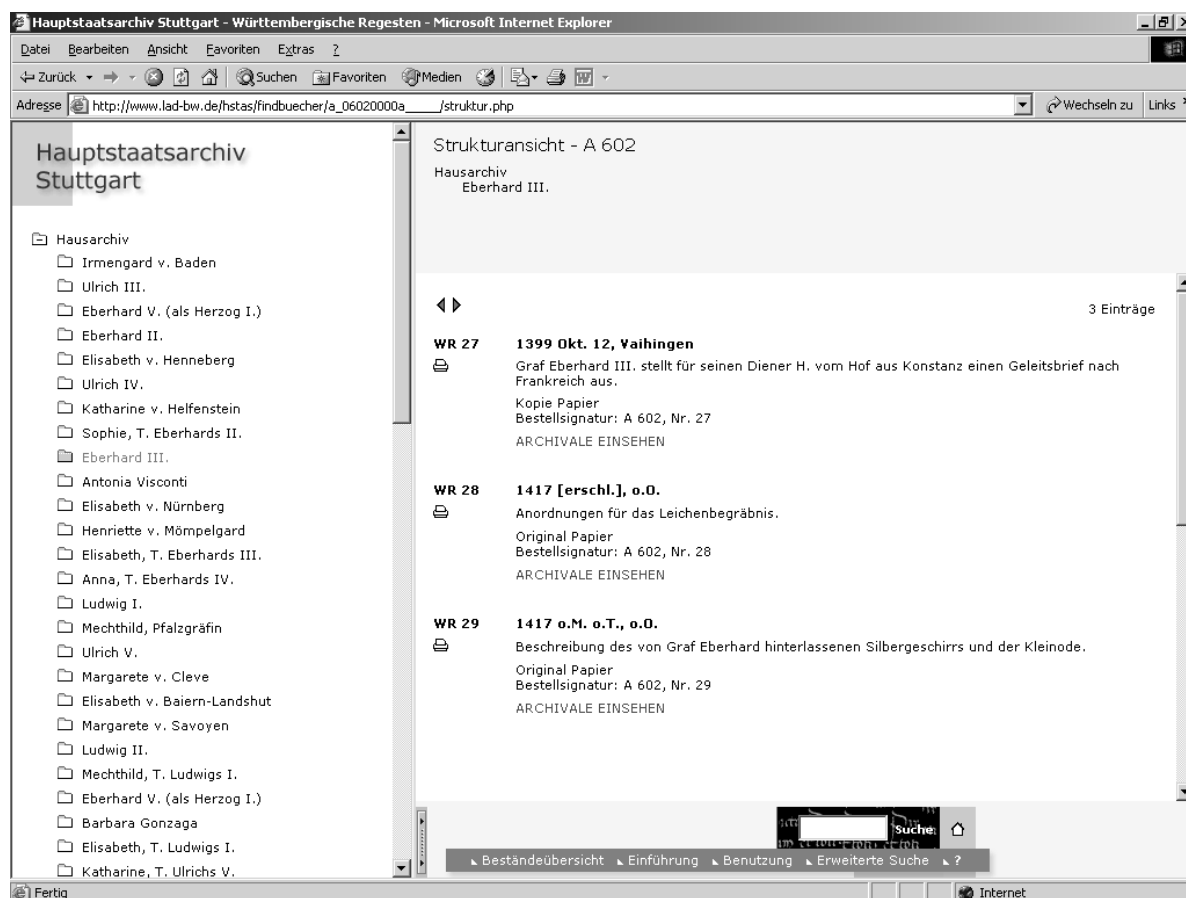 Hauptstaatsarchiv Stuttgart - Württembergische Regesten - Microsoft Internet Explorer
Datei Bearbeiten Ansicht Favoriten Extras ?
Zurück Suchen Favoriten Medien
Adresse http://www.lad-bw.de/hstas/findbuecher/a_06020000a_____/struktur.php Wechseln zu Links
Hauptstaatsarchiv
Stuttgart
Hausarchiv
Irmengard v. Baden
Ulrich III.
Eberhard V. (als Herzog I.)
Eberhard II.
Elisabeth v. Henneberg
Ulrich IV.
Katharine v. Helfenstein
Sophie, T. Eberhards II.
Eberhard III.
Antonia Visconti
Elisabeth v. Nürnberg
Henriette v. Mömpelgard
Elisabeth, T. Eberhards III.
Anna, T. Eberhards IV.
Ludwig I.
Mechthild, Pfalzgräfin
Ulrich V.
Margarete v. Cleve
Elisabeth v. Baiern-Landshut
Margarete v. Savoyen
Ludwig II.
Mechthild, T. Ludwigs I.
Eberhard V. (als Herzog I.)
Barbara Gonzaga
Elisabeth, T. Ludwigs I.
Katharine, T. Ulrichs V.
Strukturansicht - A 602
Hausarchiv
Eberhard III.
3 Einträge
WR 27 1399 Okt. 12, Vaihingen
Graf Eberhard III. stellt für seinen Diener H. vom Hof aus Konstanz einen Geleitsbrief nach
Frankreich aus.
Kopie Papier
Bestellsignatur: A 602, Nr. 27
ARCHIVALE EINSEHEN
WR 28 1417 [erschl.], o.O.
Anordnungen für das Leichenbegräbnis.
Original Papier
Bestellsignatur: A 602, Nr. 28
ARCHIVALE EINSEHEN
WR 29 1417 o.M. o.T., o.O.
Beschreibung des von Graf Eberhard hinterlassenen Silbergeschirrs und der Kleinode.
Original Papier
Bestellsignatur: A 602, Nr. 29
ARCHIVALE EINSEHEN
Suche
Beständeübersicht Einführung Benutzung Erweiterte Suche ?
Fertig Internet